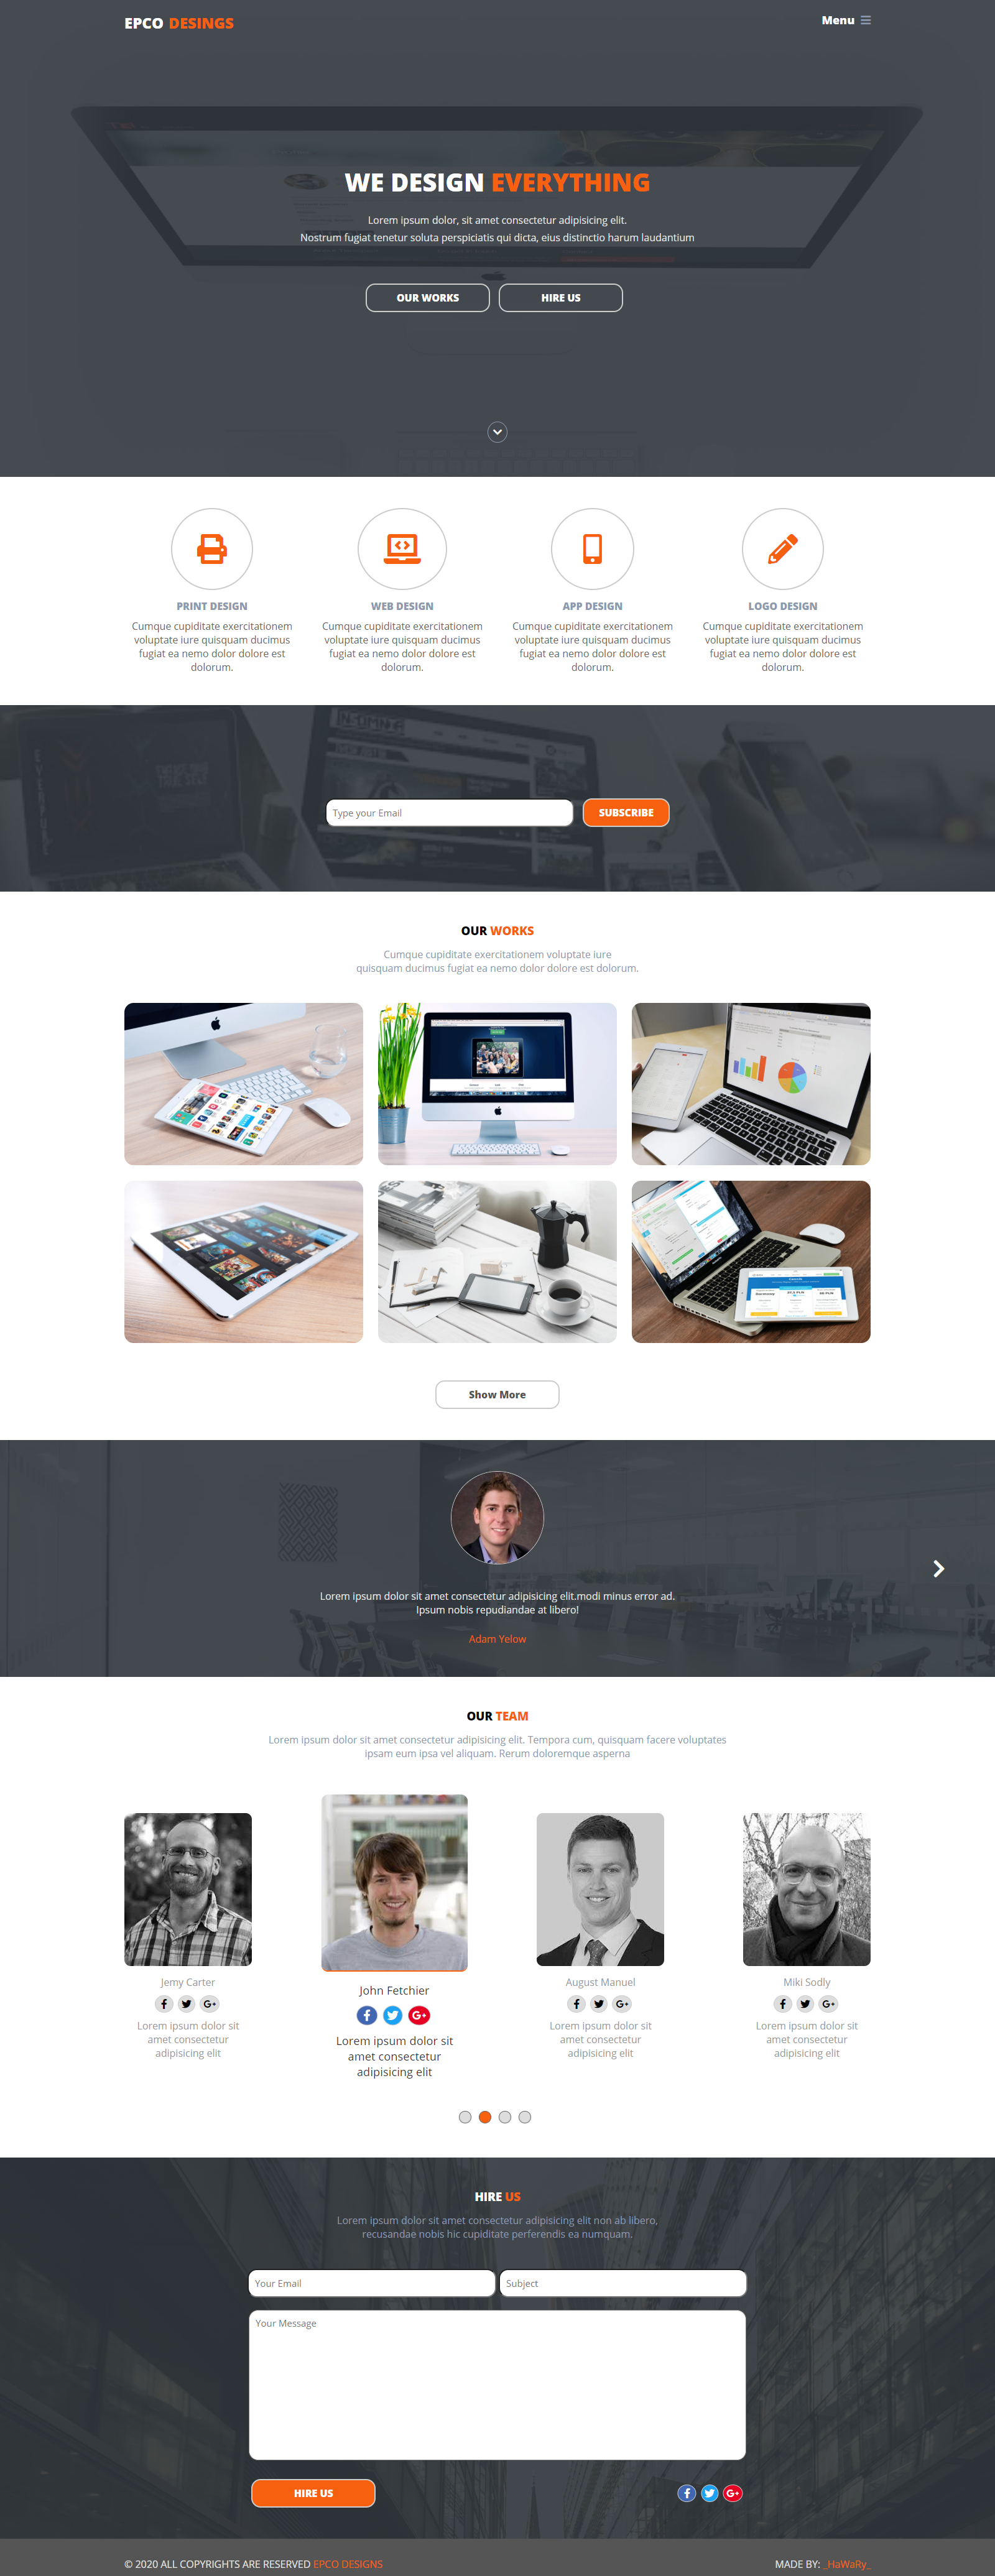 EPCO DESINGS
Menu
WE DESIGN EVERYTHING
Lorem ipsum dolor, sit amet consectetur adipisicing elit.
Nostrum fugiat tenetur soluta perspiciatis qui dicta, eius distinctio harum laudantium
OUR WORKS
HIRE US
PRINT DESIGN
Cumque cupiditate exercitationem
voluptate iure quisquam ducimus
fugiat ea nemo dolor dolore est
dolorum.
WEB DESIGN
Cumque cupiditate exercitationem
voluptate iure quisquam ducimus
fugiat ea nemo dolor dolore est
dolorum.
APP DESIGN
Cumque cupiditate exercitationem
voluptate iure quisquam ducimus
fugiat ea nemo dolor dolore est
dolorum.
LOGO DESIGN
Cumque cupiditate exercitationem
voluptate iure quisquam ducimus
fugiat ea nemo dolor dolore est
dolorum.
Type your Email
SUBSCRIBE
OUR WORKS
Cumque cupiditate exercitationem voluptate iure
quisquam ducimus fugiat ea nemo dolor dolore est dolorum.
Show More
Lorem ipsum dolor sit amet consectetur adipisicing elit.modi minus error ad.
Ipsum nobis repudiandae at libero!
Adam Yelow
OUR TEAM
Lorem ipsum dolor sit amet consectetur adipisicing elit. Tempora cum, quisquam facere voluptates
ipsam eum ipsa vel aliquam. Rerum doloremque asperna
Jemy Carter
Lorem ipsum dolor sit
amet consectetur
adipisicing elit
John Fetchier
Lorem ipsum dolor sit
amet consectetur
adipisicing elit
August Manuel
Lorem ipsum dolor sit
amet consectetur
adipisicing elit
Miki Sodly
Lorem ipsum dolor sit
amet consectetur
adipisicing elit
HIRE US
Lorem ipsum dolor sit amet consectetur adipisicing elit non ab libero,
recusandae nobis hic cupiditate perferendis ea numquam.
Your Email
Subject
Your Message
HIRE US
© 2020 ALL COPYRIGHTS ARE RESERVED EPCO DESIGNS
MADE BY: _HaWaRy_